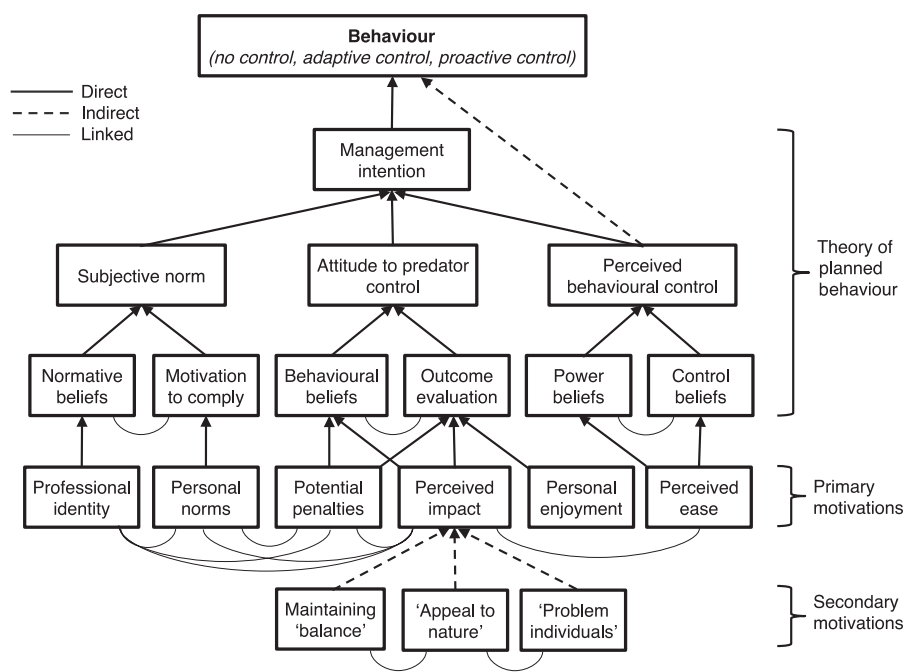 Behaviour
(no control, adaptive control, proactive control)
Direct
Indirect
Linked
Management
intention
Theory of
planned
behaviour
Subjective norm
Attitude to predator
control
Perceived
behavioural control
Normative
beliefs
Motivation
to comply
Behavioural
beliefs
Outcome
evaluation
Power
beliefs
Control
beliefs
Professional
identity
Personal
norms
Potential
penalties
Perceived
impact
Personal
enjoyment
Perceived
ease
Primary
motivations
Maintaining
‘balance’
‘Appeal to
nature’
‘Problem
individuals’
Secondary
motivations